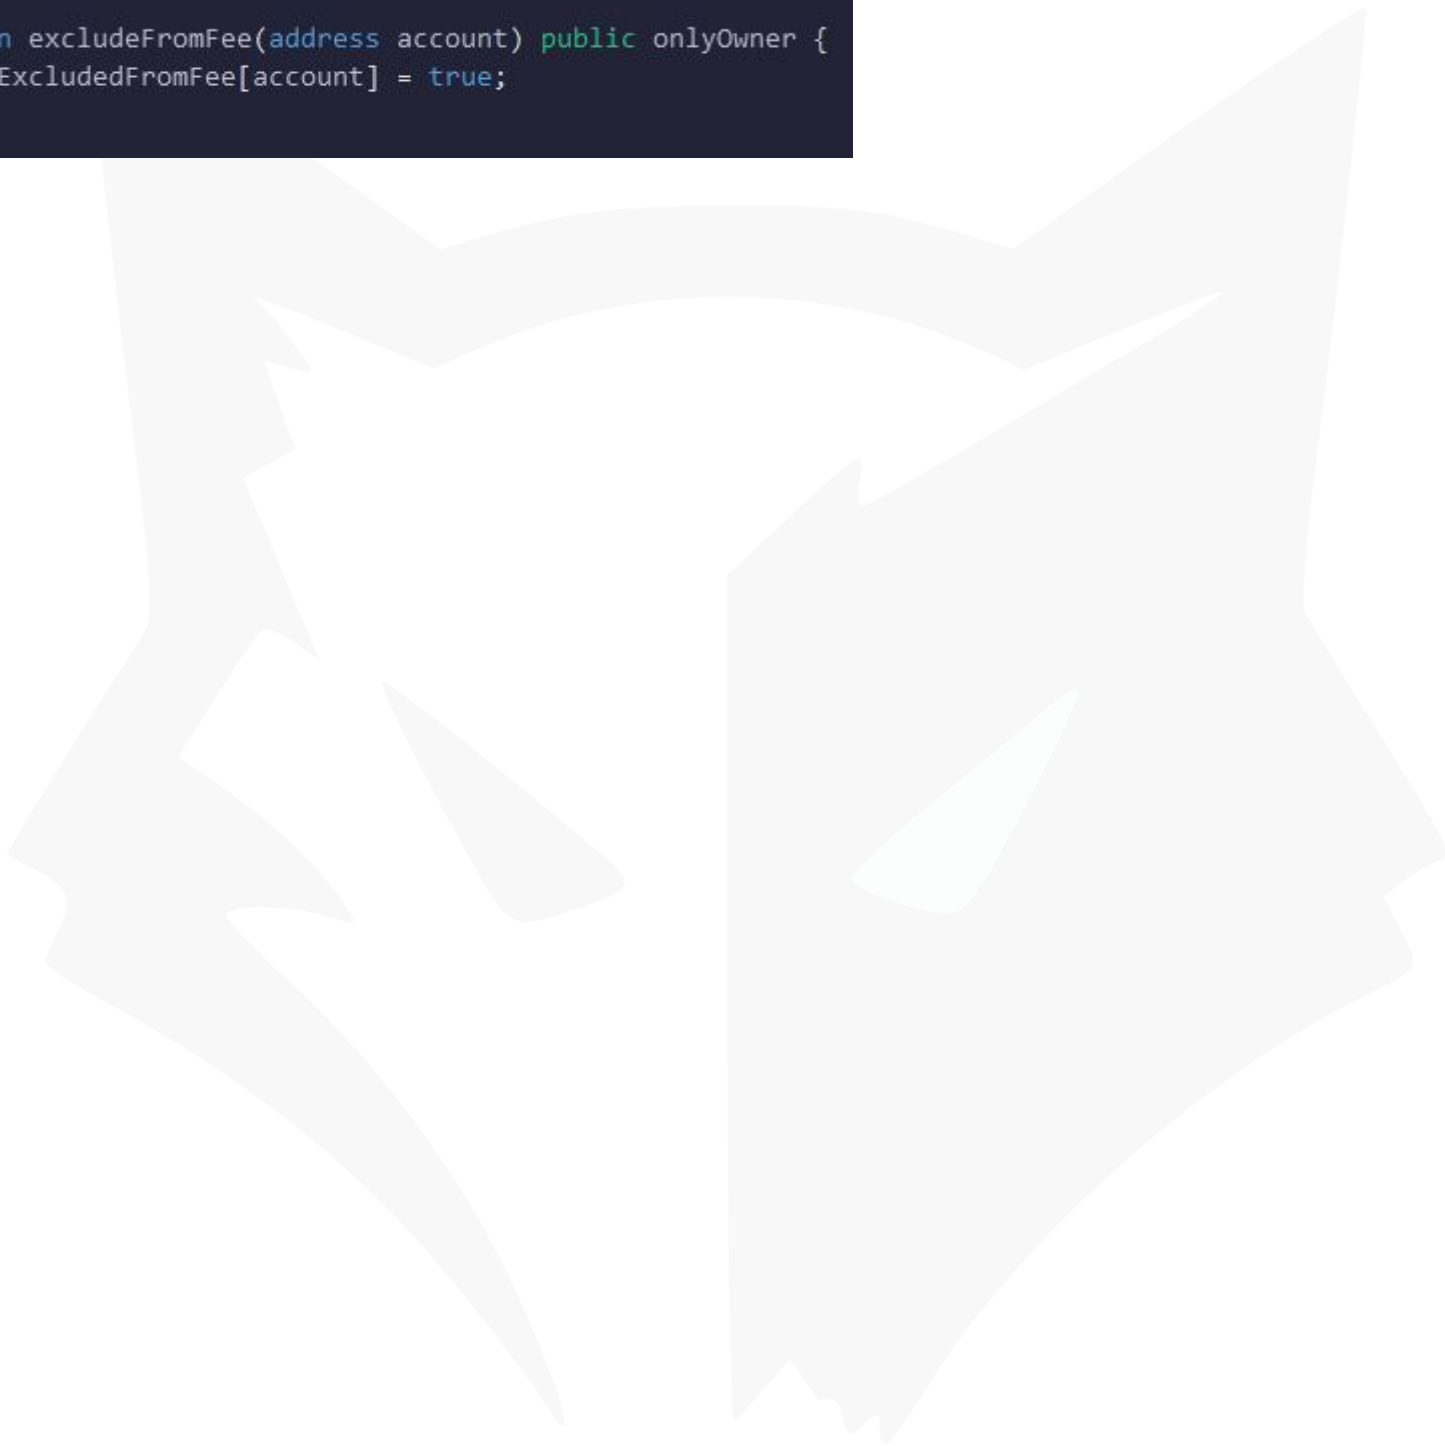 n excludeFromFee(address account) public onlyOwner {
ExcludedFromFee[account] = true;